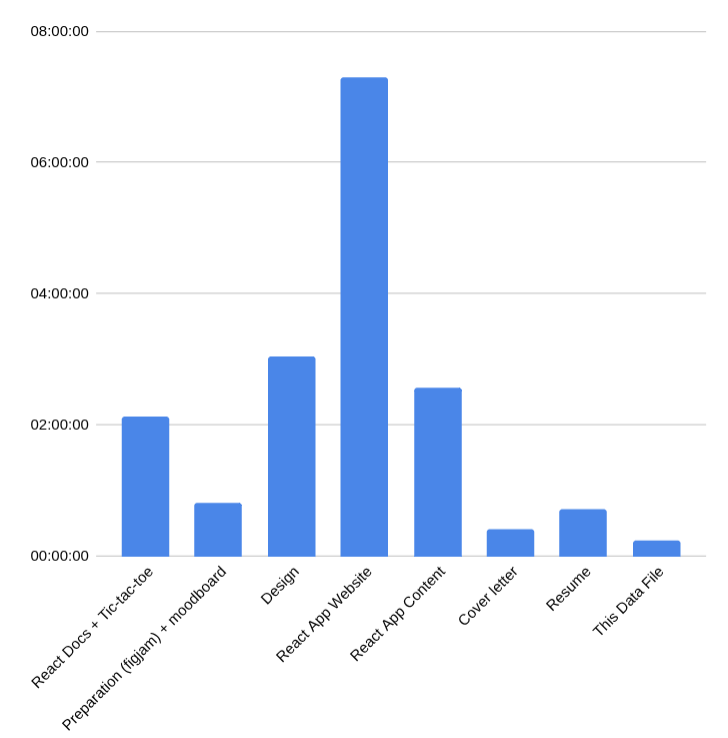 08:00:00
06:00:00
04:00:00
02:00:00
00:00:00
React Docs + Tic-tac-toe
Preparation (figjam) + moodboard
Design
React App Website
React App Content
Cover letter
Resume
This Data File